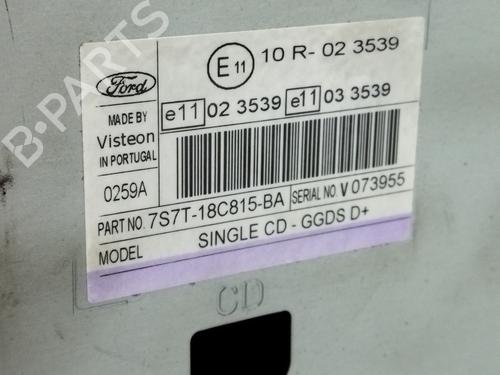 B-PARTS
Ford
E11 10 R- 02 3539
MADE BY
Visteon
IN PORTUGAL
e11 02 3539 e11 03 3539
0259A
PART NO. 7S7T-18C815-BA SERIAL NO V 073955
MODEL SINGLE CD - GGDS D+
CD